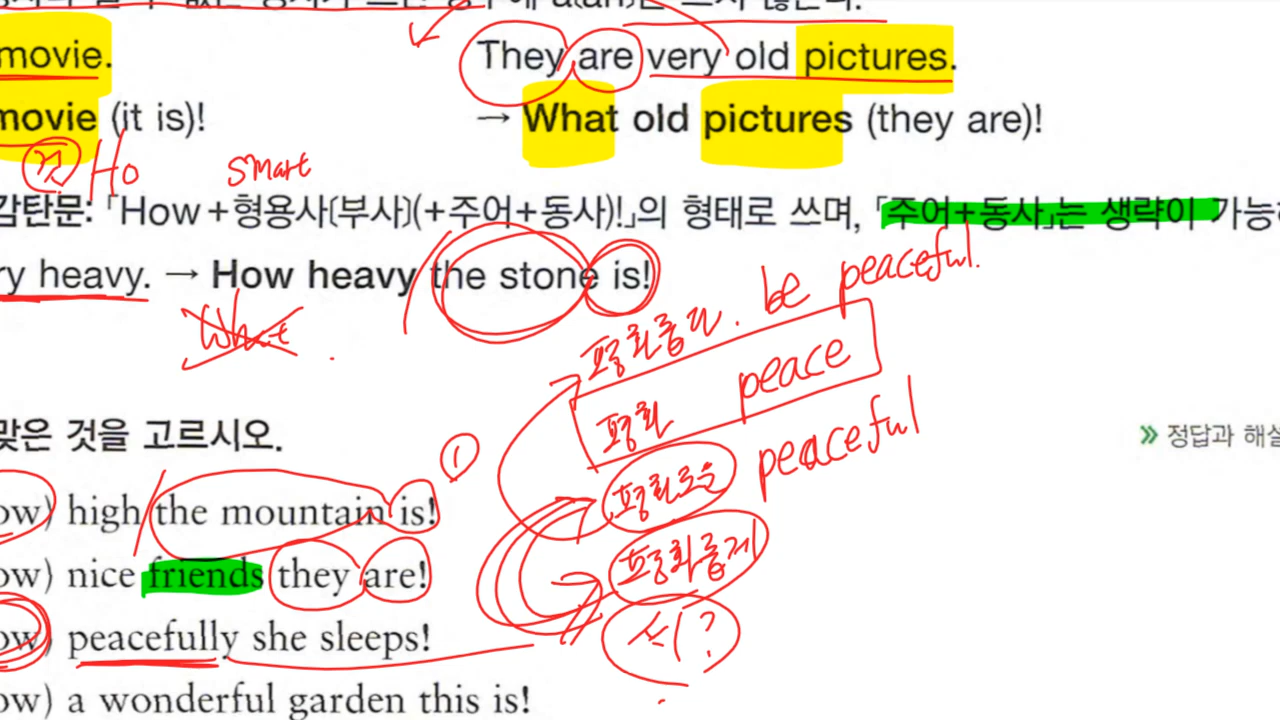 They are very old pictures.
movie.
movie (it is)!
→ What old pictures (they are)!
Ho
smart
감탄문: 「How+형용사(부사)(+주어+동사)!」의 형태로 쓰며, 「주어+동사」는 생략이 가능
ry heavy. → How heavy the stone is!
What
평화롭다. be peaceful.
평화 peace
맞은 것을 고르시오.
» 정답과 해설
①
평화로운 peaceful
ow) high the mountain is!
평화롭게
ow) nice friends they are!
ow) peacefully she sleeps!
ow) a wonderful garden this is!